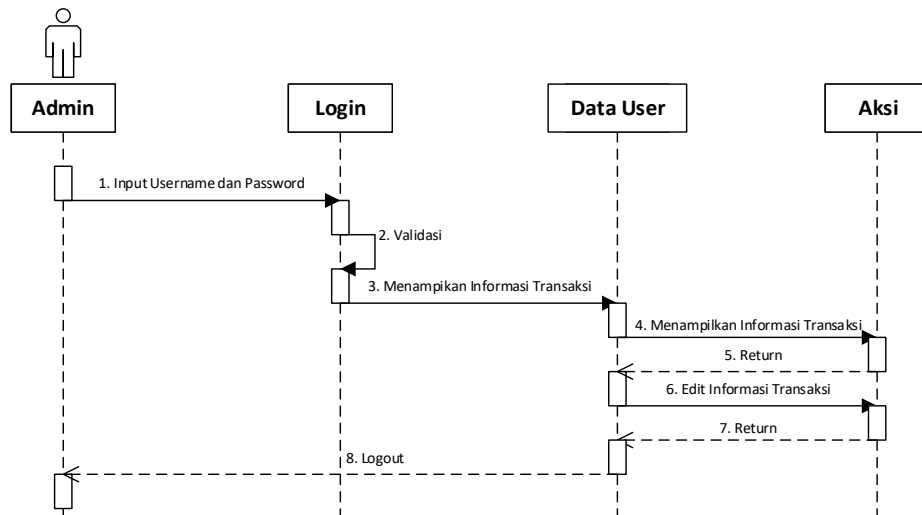 Admin
Login
Data User
Aksi
1. Input Username dan Password
2. Validasi
3. Menampikan Informasi Transaksi
4. Menampilkan Informasi Transaksi
5. Return
6. Edit Informasi Transaksi
7. Return
8. Logout